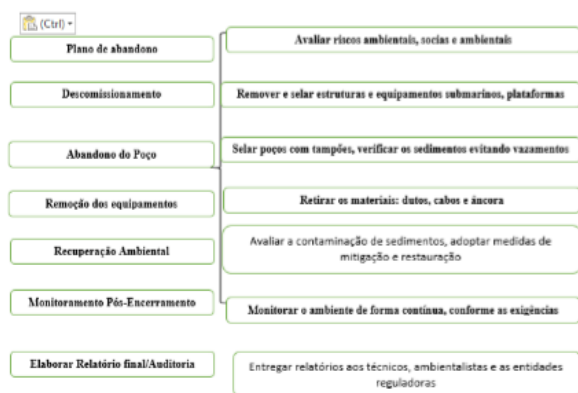 (Ctrl)
Plano de abandono
Avaliar riscos ambientais, socias e ambientais
Descomissionamento
Remover e selar estruturas e equipamentos submarinos, plataformas
Abandono do Poço
Selar poços com tampões, verificar os sedimentos evitando vazamentos
Remoção dos equipamentos
Retirar os materiais: dutos, cabos e âncora
Recuperação Ambiental
Avaliar a contaminação de sedimentos, adoptar medidas de
mitigação e restauração
Monitoramento Pós-Encerramento
Monitorar o ambiente de forma contínua, conforme as exigências
Elaborar Relatório final/Auditoria
Entregar relatórios aos técnicos, ambientalistas e as entidades
reguladoras